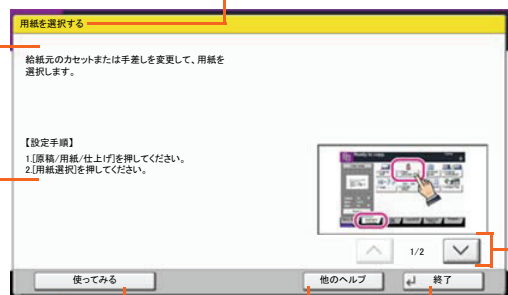 用紙を選択する
給紙元のカセットまたは手差しを変更して、用紙を
選択します。
【設定手順】
1.[原稿/用紙/仕上げ]を押してください。
2.[用紙選択]を押してください。
Ready to copy.
1/2
使ってみる
他のヘルプ
終了